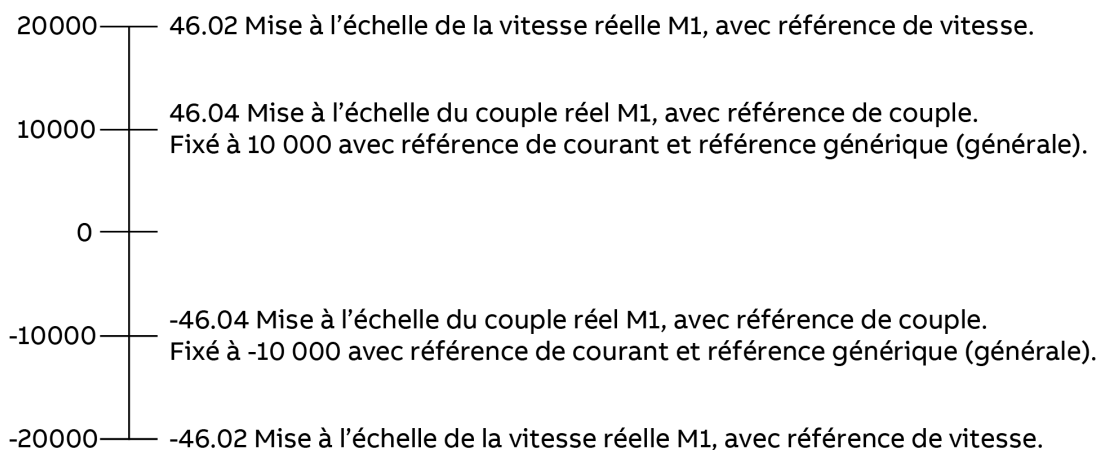 20000 46.02 Mise à l'échelle de la vitesse réelle M1, avec référence de vitesse.
46.04 Mise à l'échelle du couple réel M1, avec référence de couple.
10000
Fixé à 10 000 avec référence de courant et référence générique (générale).
0
-46.04 Mise à l'échelle du couple réel M1, avec référence de couple.
-10000
Fixé à -10 000 avec référence de courant et référence générique (générale).
-20000 -46.02 Mise à l'échelle de la vitesse réelle M1, avec référence de vitesse.